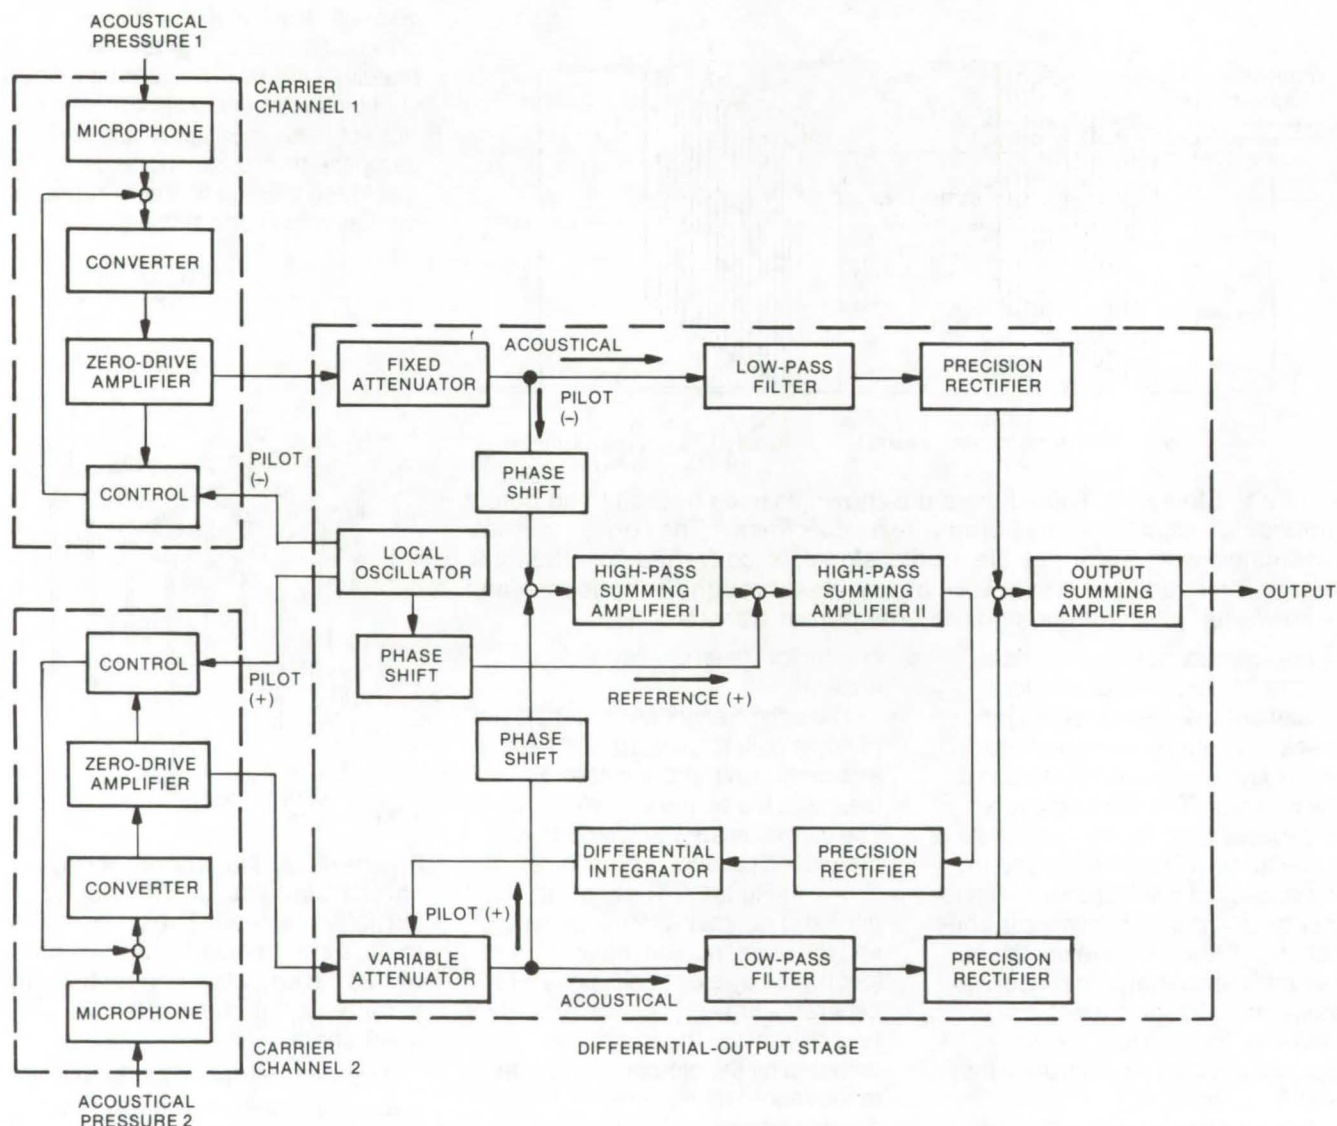 ACOUSTICAL
PRESSURE 1
CARRIER
CHANNEL 1
MICROPHONE
CONVERTER
ZERO-DRIVE
AMPLIFIER
CONTROL
PILOT
(–)
FIXED
ATTENUATOR
ACOUSTICAL
LOW-PASS
FILTER
PRECISION
RECTIFIER
PILOT
(–)
PHASE
SHIFT
LOCAL
OSCILLATOR
HIGH-PASS
SUMMING
AMPLIFIER I
HIGH-PASS
SUMMING
AMPLIFIER II
OUTPUT
SUMMING
AMPLIFIER
OUTPUT
PHASE
SHIFT
REFERENCE (+)
CONTROL
PILOT
(+)
PHASE
SHIFT
ZERO-DRIVE
AMPLIFIER
DIFFERENTIAL
INTEGRATOR
PRECISION
RECTIFIER
CONVERTER
PILOT (+)
VARIABLE
ATTENUATOR
ACOUSTICAL
LOW-PASS
FILTER
PRECISION
RECTIFIER
MICROPHONE
CARRIER
CHANNEL 2
DIFFERENTIAL-OUTPUT STAGE
ACOUSTICAL
PRESSURE 2